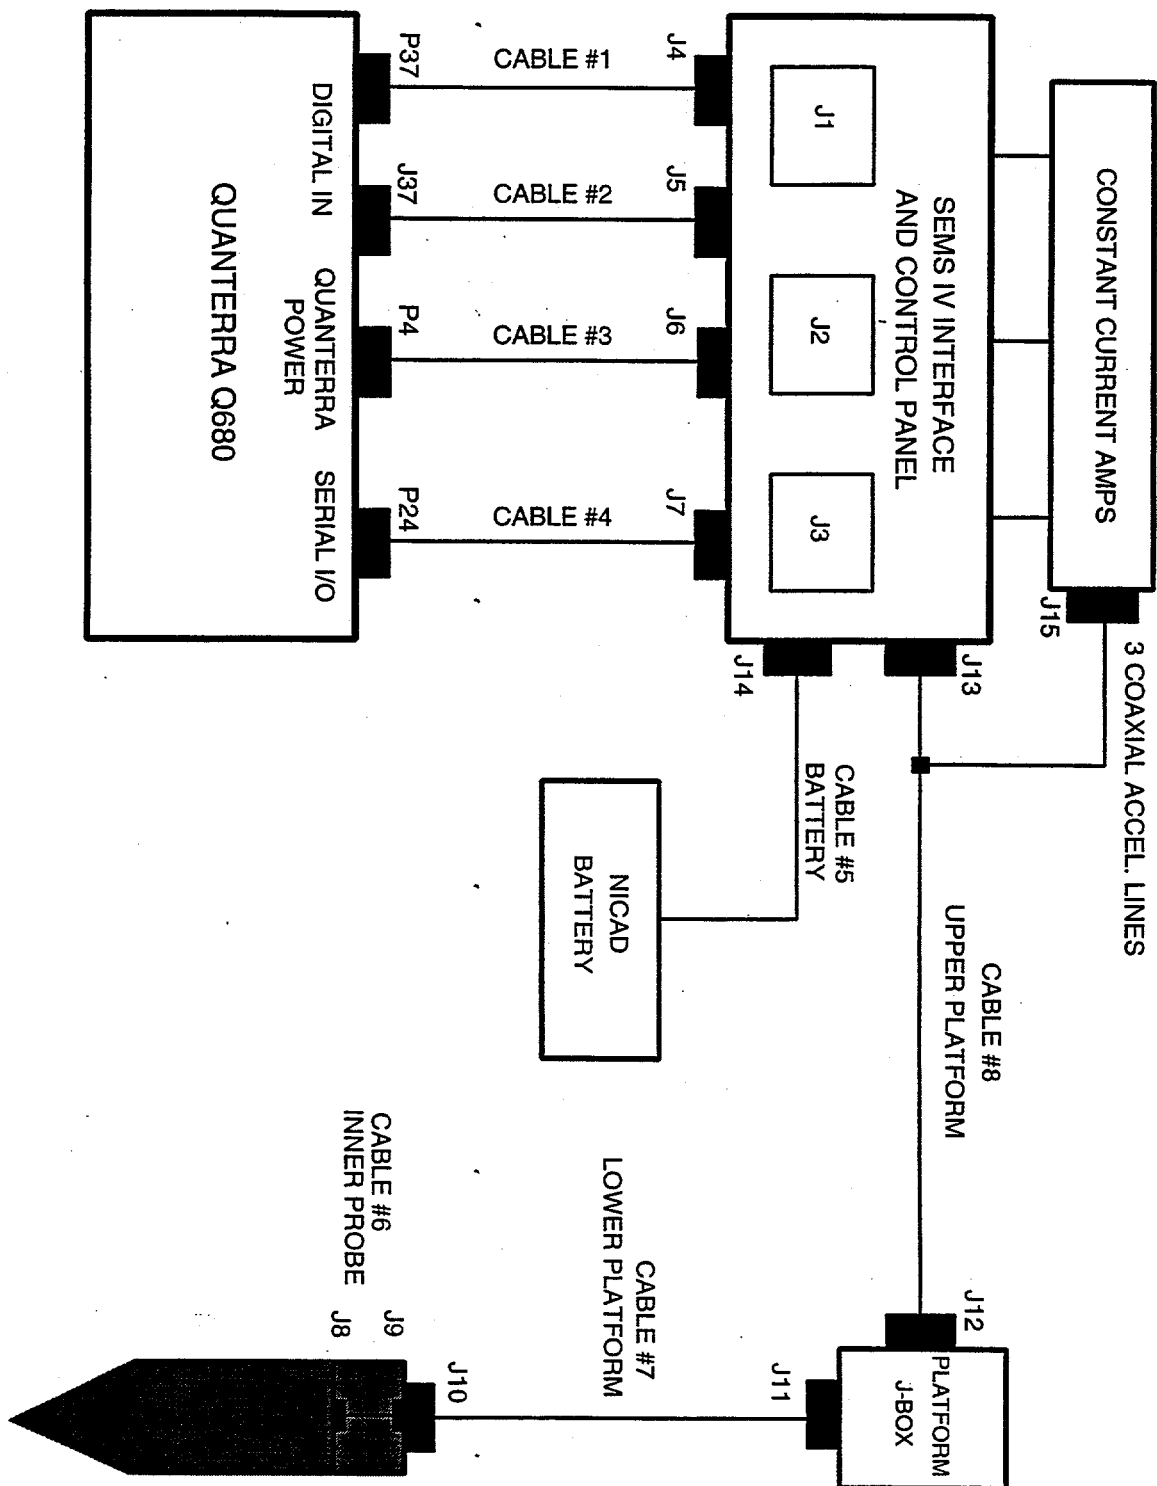 CONSTANT CURRENT AMPS
J15
3 COAXIAL ACCEL. LINES
SEMS IV INTERFACE
AND CONTROL PANEL
J1
J2
J3
J13
J14
J4
J5
J6
J7
CABLE #1
CABLE #2
CABLE #3
CABLE #4
P37
J37
P4
P24
DIGITAL IN
QUANTERRA
POWER
SERIAL I/O
QUANTERRA Q680
CABLE #5
BATTERY
NICAD
BATTERY
CABLE #8
UPPER PLATFORM
J12
PLATFORM
J-BOX
J11
CABLE #7
LOWER PLATFORM
J10
J9
J8
CABLE #6
INNER PROBE